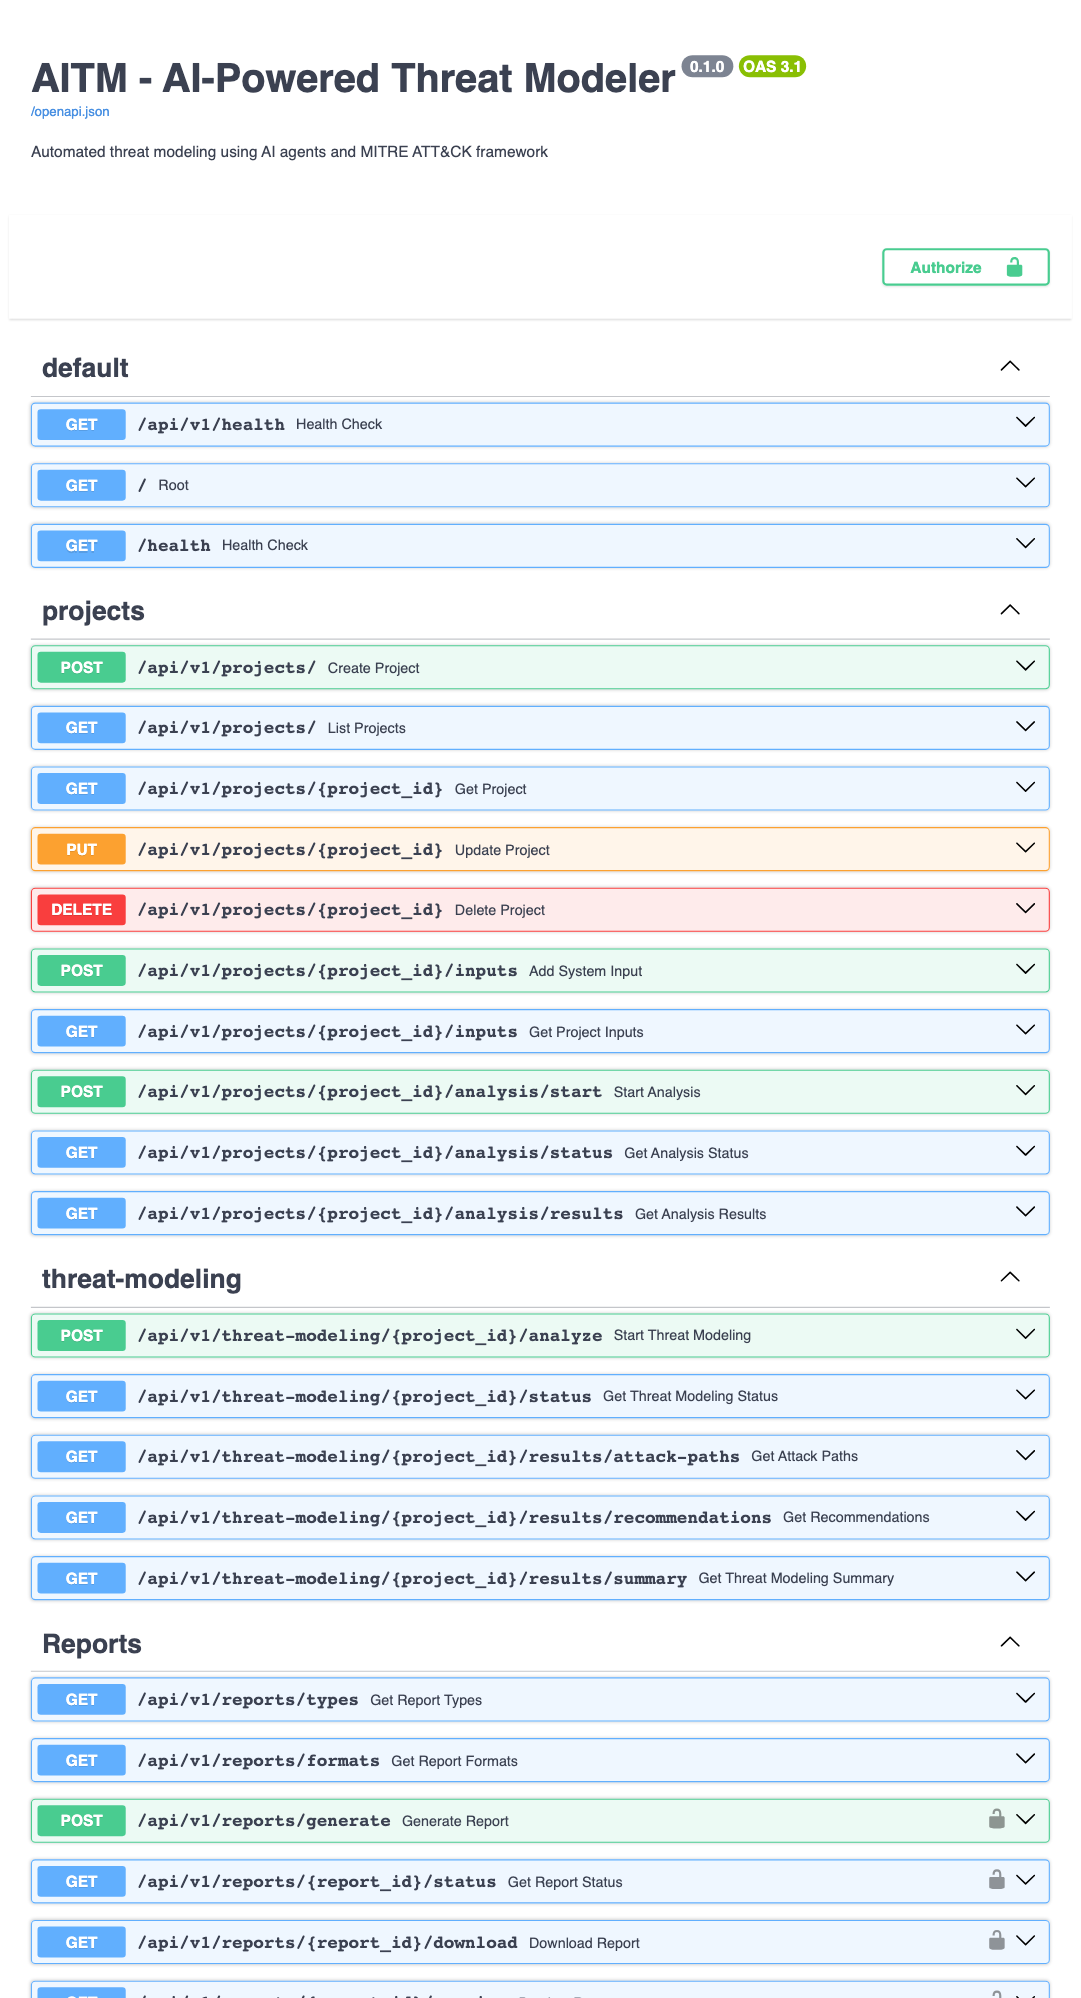 AITM - AI-Powered Threat Modeler 0.1.0 OAS 3.1
/openapi.json
Automated threat modeling using AI agents and MITRE ATT&CK framework
Authorize
default
GET /api/v1/health Health Check
GET / Root
GET /health Health Check
projects
POST /api/v1/projects/ Create Project
GET /api/v1/projects/ List Projects
GET /api/v1/projects/{project_id} Get Project
PUT /api/v1/projects/{project_id} Update Project
DELETE /api/v1/projects/{project_id} Delete Project
POST /api/v1/projects/{project_id}/inputs Add System Input
GET /api/v1/projects/{project_id}/inputs Get Project Inputs
POST /api/v1/projects/{project_id}/analysis/start Start Analysis
GET /api/v1/projects/{project_id}/analysis/status Get Analysis Status
GET /api/v1/projects/{project_id}/analysis/results Get Analysis Results
threat-modeling
POST /api/v1/threat-modeling/{project_id}/analyze Start Threat Modeling
GET /api/v1/threat-modeling/{project_id}/status Get Threat Modeling Status
GET /api/v1/threat-modeling/{project_id}/results/attack-paths Get Attack Paths
GET /api/v1/threat-modeling/{project_id}/results/recommendations Get Recommendations
GET /api/v1/threat-modeling/{project_id}/results/summary Get Threat Modeling Summary
Reports
GET /api/v1/reports/types Get Report Types
GET /api/v1/reports/formats Get Report Formats
POST /api/v1/reports/generate Generate Report
GET /api/v1/reports/{report_id}/status Get Report Status
GET /api/v1/reports/{report_id}/download Download Report